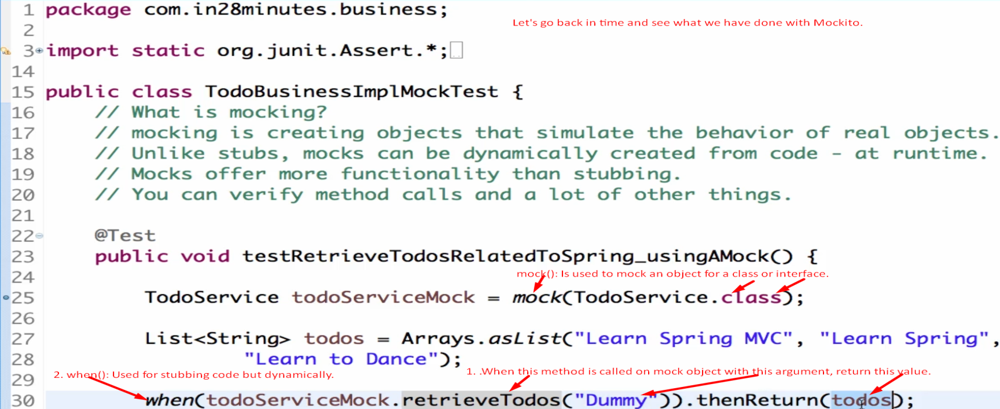 1 package com.in28minutes.business;
Let's go back in time and see what we have done with Mockito.
2
3 import static org.junit.Assert.*;
14
15 public class TodoBusinessImplMockTest {
16 // What is mocking?
17 // mocking is creating objects that simulate the behavior of real objects.
18 // Unlike stubs, mocks can be dynamically created from code - at runtime.
19 // Mocks offer more functionality than stubbing.
20 // You can verify method calls and a lot of other things.
21
22 @Test
23 public void testRetrieveTodosRelatedToSpring_usingAMock() {
24
mock(): Is used to mock an object for a class or interface.
25 TodoService todoServiceMock = mock(TodoService.class);
26
27 List<String> todos = Arrays.asList("Learn Spring MVC", "Learn Spring",
28 "Learn to Dance");
29
2. when(): Used for stubbing code but dynamically.
1. .When this method is called on mock object with this argument, return this value.
30 when(todoServiceMock.retrieveTodos("Dummy")).thenReturn(todos);